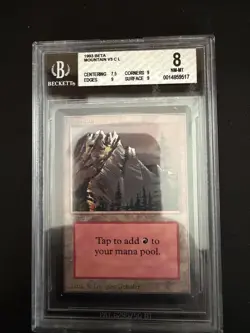 1993 BETA
MOUNTAIN V3 C L
CENTERING 7.5 CORNERS 9
EDGES 9 SURFACE 9
8
NM-MT
0014859517
B
BECKETT
Tap to add R to
your mana pool.